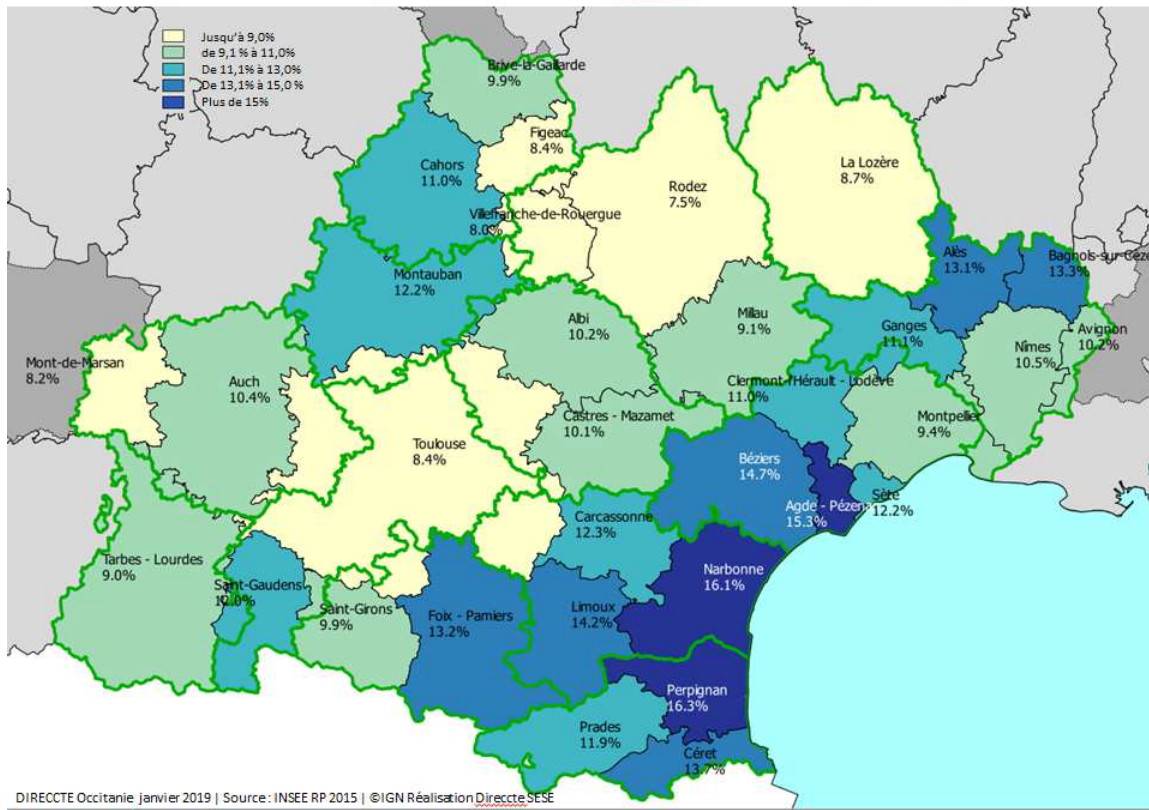 Jusqu'à 9,0%
de 9,1 % à 11,0%
De 11,1% à 13,0%
De 13,1% à 15,0 %
Plus de 15%
Brive-la-Gaillarde
9.9%
Figeac
8.4%
Cahors
11.0%
Villefranche-de-Rouergue
8.0%
Rodez
7.5%
La Lozère
8.7%
Alès
13.1%
Bagnols-sur-Cèze
13.3%
Montauban
12.2%
Albi
10.2%
Millau
9.1%
Ganges
11.1%
Nîmes
10.5%
Avignon
10.2%
Mont-de-Marsan
8.2%
Auch
10.4%
Clermont-l'Hérault - Lodève
11.0%
Castres - Mazamet
10.1%
Montpellier
9.4%
Toulouse
8.4%
Béziers
14.7%
Agde - Pézenas
15.3%
Sète
12.2%
Carcassonne
12.3%
Tarbes - Lourdes
9.0%
Saint-Gaudens
12.0%
Saint-Girons
9.9%
Foix - Pamiers
13.2%
Limoux
14.2%
Narbonne
16.1%
Perpignan
16.3%
Prades
11.9%
Céret
13.7%
DIRECCTE Occitanie janvier 2019 | Source : INSEE RP 2015 | ©IGN Réalisation Direccte SESE